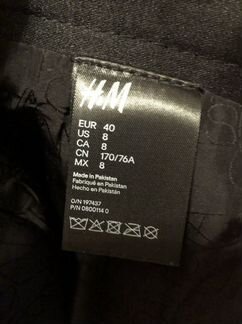 H&M
EUR 40
US 8
CA 8
CN 170/76A
MX 8
Made in Pakistan
Fabriqué en Pakistan
Hecho en Pakistán
O/N 197437
P/N 0800114 0